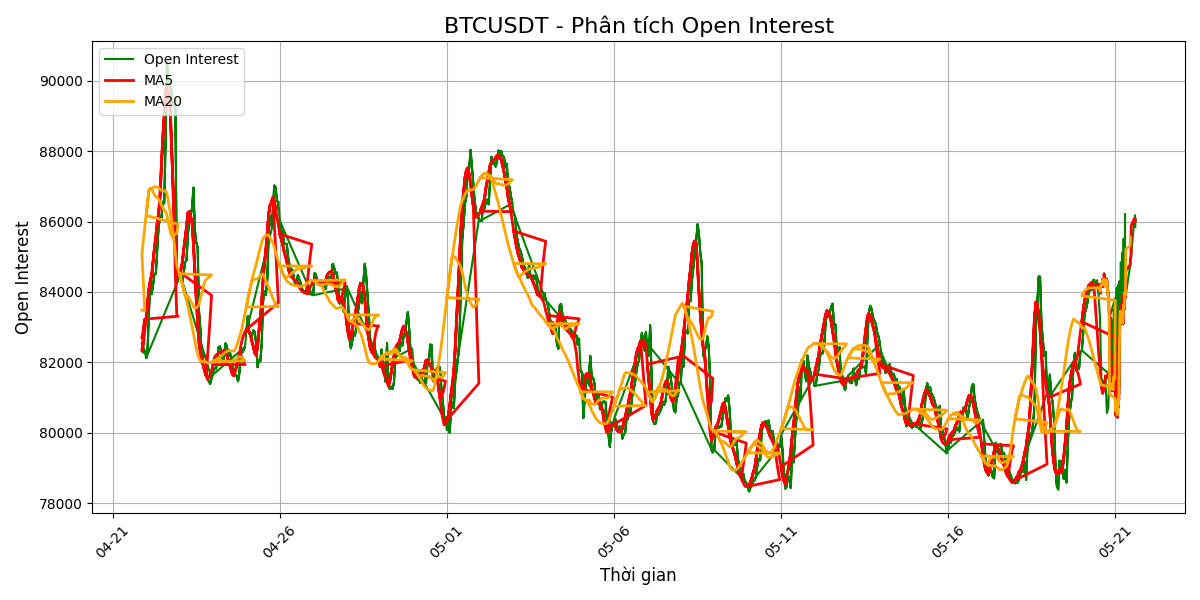 BTCUSDT - Phân tích Open Interest
Open Interest
MA5
MA20
Open Interest
90000
88000
86000
84000
82000
80000
78000
04-21
04-26
05-01
05-06
05-11
05-16
05-21
Thời gian